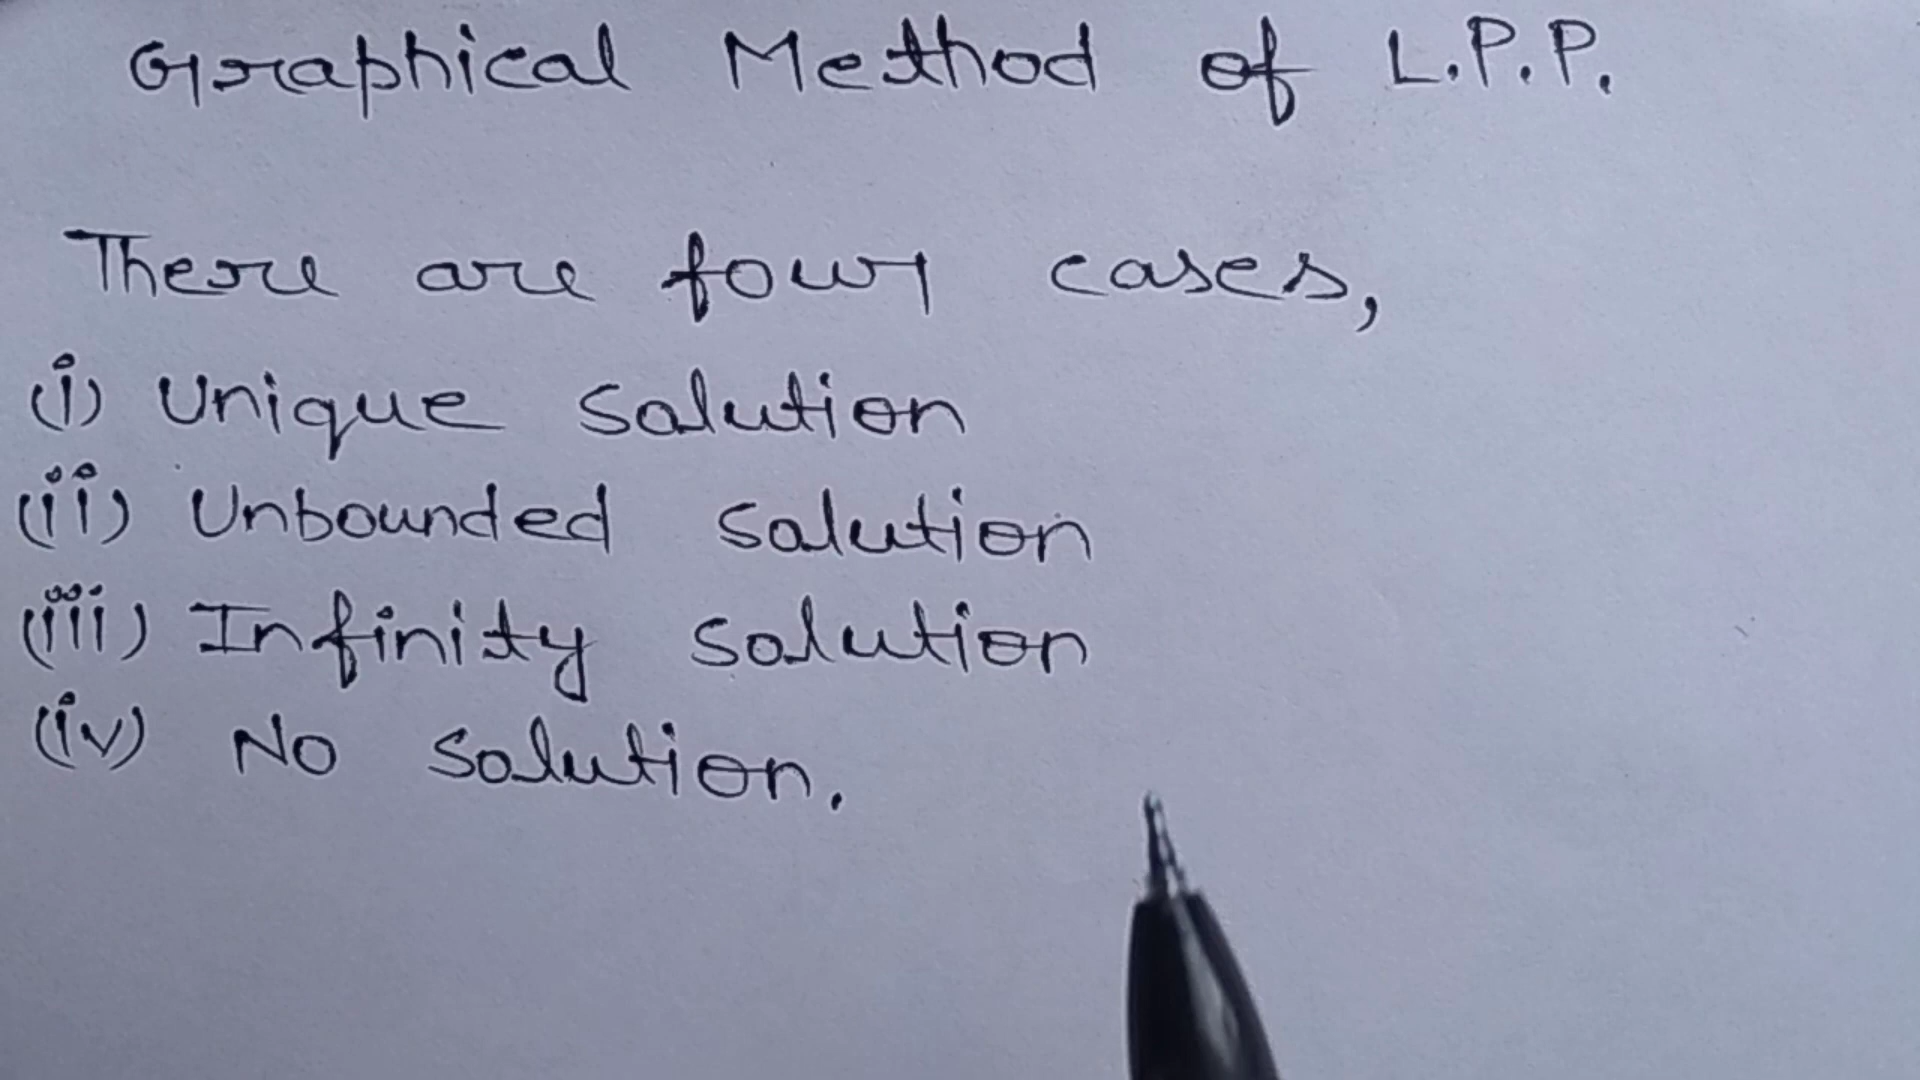 Graphical Method of L.P.P.
There are four cases,
(i) Unique solution
(ii) Unbounded solution
(iii) Infinity solution
(iv) No solution.